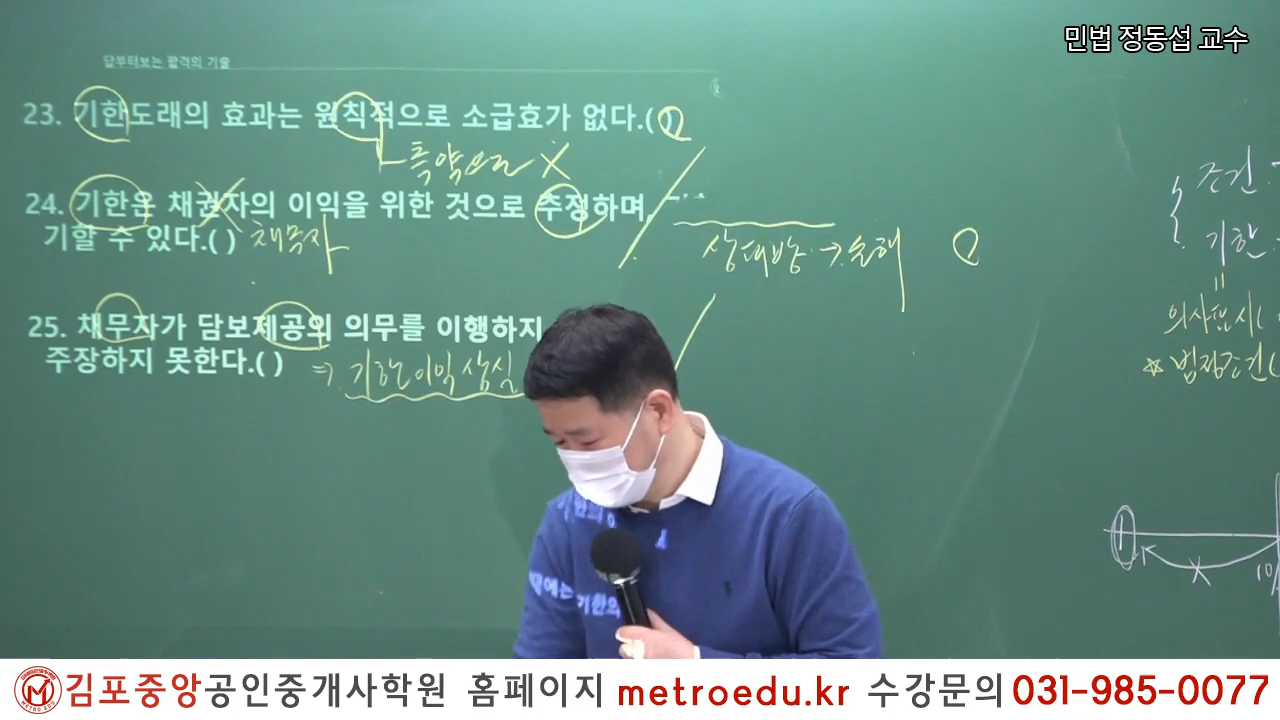 민법 정동섭 교수
답부터보는 합격의 기술
23. 기한도래의 효과는 원칙적으로 소급효가 없다.( )
특약으로 X
24. 기한은 채권자의 이익을 위한 것으로 추정하며,
기할 수 있다.( ) 채무자
상대방 → 손해
25. 채무자가 담보제공의 의무를 이행하지
주장하지 못한다.( )
⇒ 기한이익상실
조건
기한
의사표시(
* 법정조건(
기한의
METRO EDU
김포중앙공인중개사학원 홈페이지 metroedu.kr 수강문의 031-985-0077